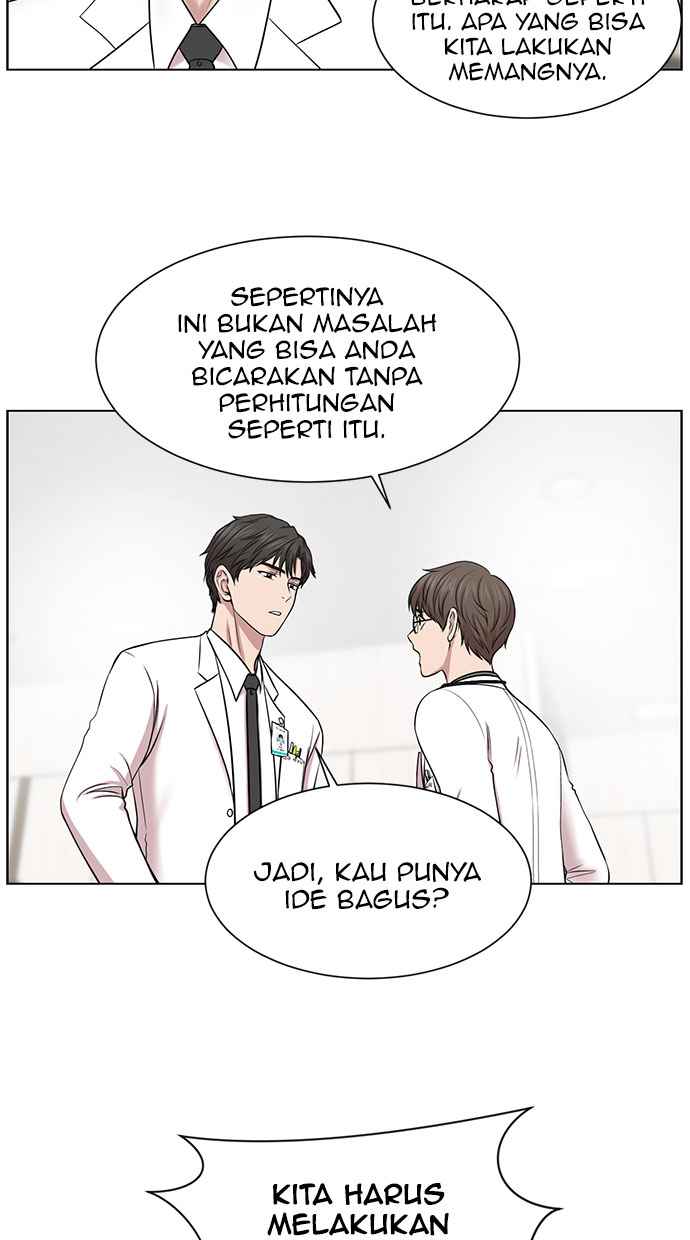 ITU. APA YANG BISA
KITA LAKUKAN
MEMANGNYA.
SEPERTINYA
INI BUKAN MASALAH
YANG BISA ANDA
BICARAKAN TANPA
PERHITUNGAN
SEPERTI ITU.
JADI, KAU PUNYA
IDE BAGUS?
KITA HARUS
MELAKUKAN